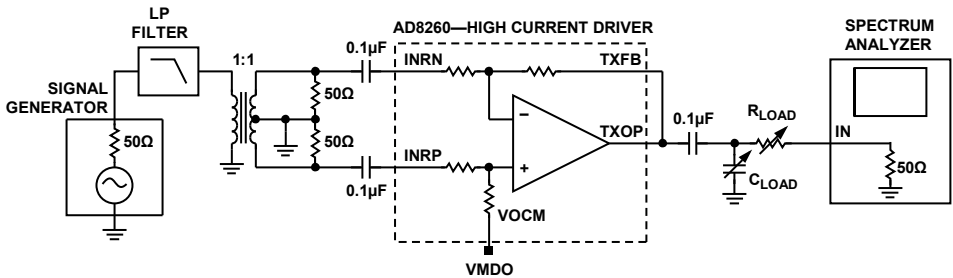 LP
FILTER
AD8260—HIGH CURRENT DRIVER
SPECTRUM
ANALYZER
SIGNAL
GENERATOR
50Ω
1:1
50Ω
50Ω
0.1µF
0.1µF
INRN
TXFB
INRP
TXOP
−
+
VOCM
VMDO
0.1µF
RLOAD
CLOAD
IN
50Ω